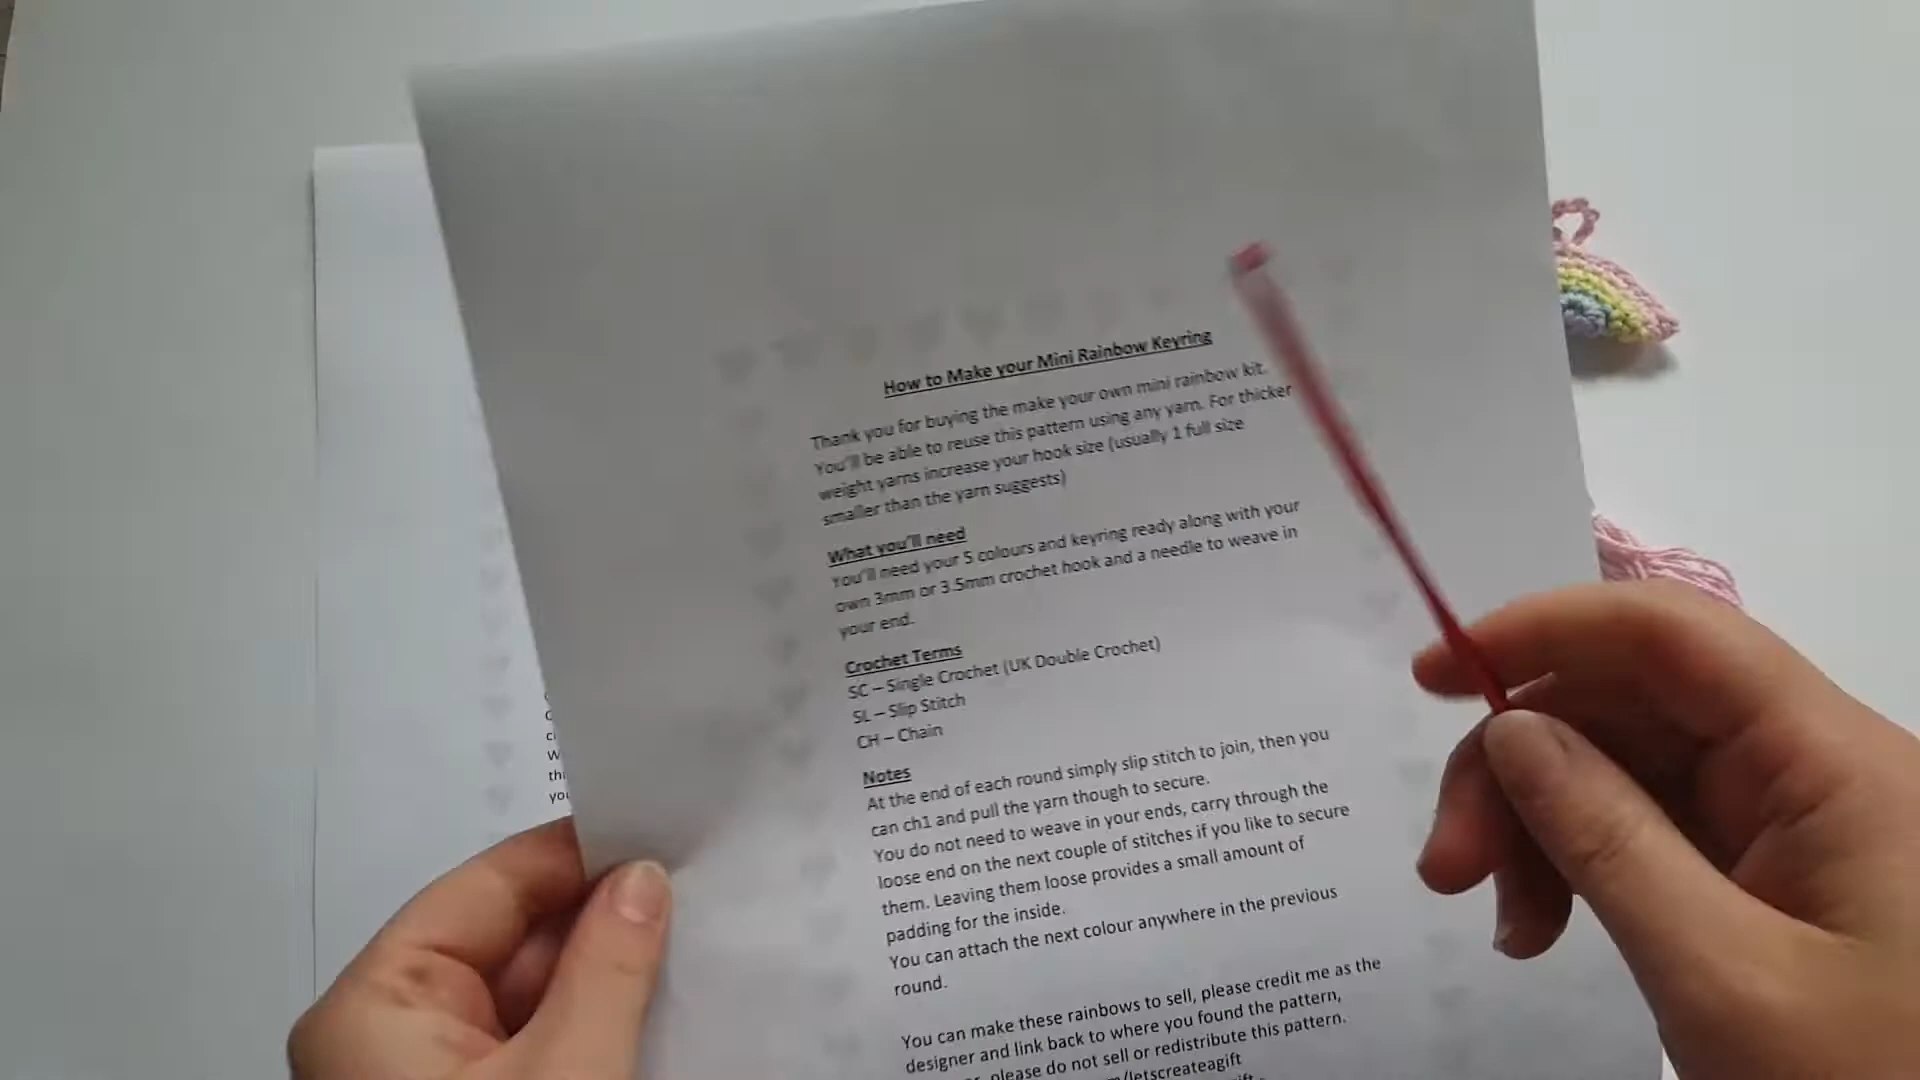 How to Make your Mini Rainbow Keyring
Thank you for buying the make your own mini rainbow kit.
You'll be able to reuse this pattern using any yarn. For thicker
weight yarns increase your hook size (usually 1 full size
smaller than the yarn suggests)
What you'll need
You'll need your 5 colours and keyring ready along with your
own 3mm or 3.5mm crochet hook and a needle to weave in
your end.
Crochet Terms
SC – Single Crochet (UK Double Crochet)
SL – Slip Stitch
CH – Chain
Notes
At the end of each round simply slip stitch to join, then you
can ch1 and pull the yarn though to secure.
You do not need to weave in your ends, carry through the
loose end on the next couple of stitches if you like to secure
them. Leaving them loose provides a small amount of
padding for the inside.
You can attach the next colour anywhere in the previous
round.
You can make these rainbows to sell, please credit me as the
designer and link back to where you found the pattern,
please do not sell or redistribute this pattern.
/letscreateagift